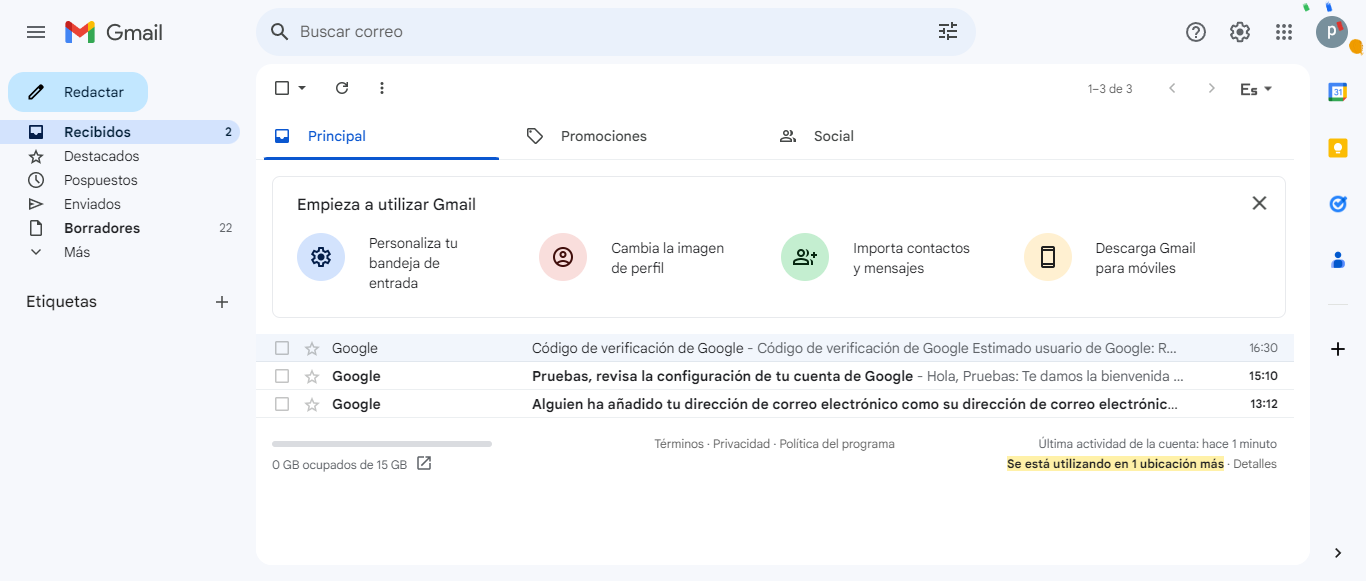 Gmail
Buscar correo
P
Redactar
1–3 de 3
Es
31
Recibidos 2
Destacados
Pospuestos
Enviados
Borradores 22
Más
Etiquetas
Principal
Promociones
Social
Empieza a utilizar Gmail
Personaliza tu
bandeja de
entrada
Cambia la imagen
de perfil
Importa contactos
y mensajes
Descarga Gmail
para móviles
Google Código de verificación de Google - Código de verificación de Google Estimado usuario de Google: R... 16:30
Google Pruebas, revisa la configuración de tu cuenta de Google - Hola, Pruebas: Te damos la bienvenida ... 15:10
Google Alguien ha añadido tu dirección de correo electrónico como su dirección de correo electrónic... 13:12
0 GB ocupados de 15 GB
Términos · Privacidad · Política del programa
Última actividad de la cuenta: hace 1 minuto
Se está utilizando en 1 ubicación más · Detalles